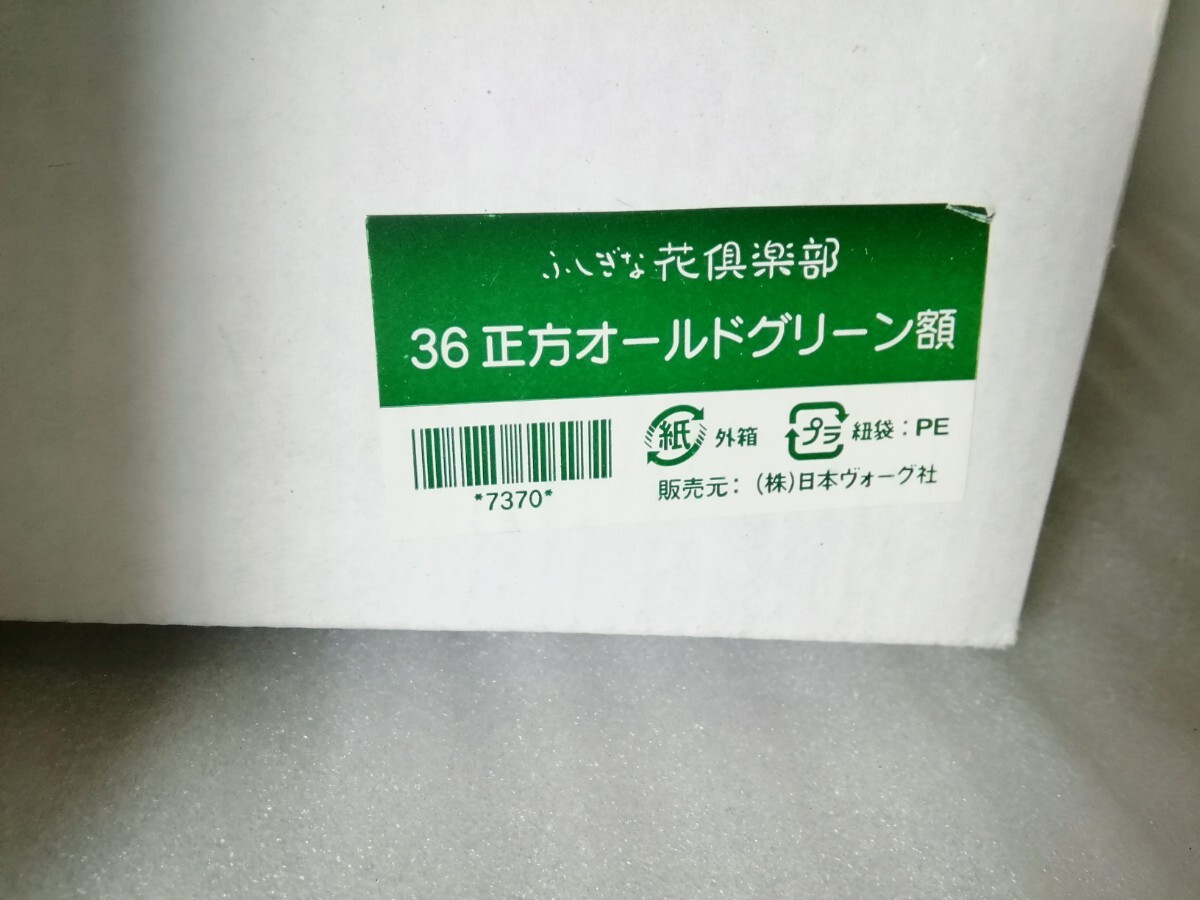 ふしぎな花倶楽部
36 正方オールドグリーン額
紙 外箱 プラ 紐袋：PE
*7370*
販売元：（株）日本ヴォーグ社